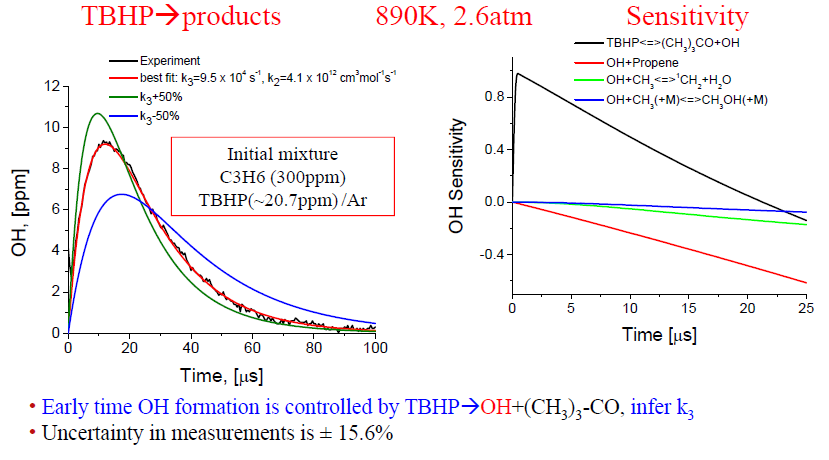 TBHP→products 890K, 2.6atm Sensitivity
Experiment
best fit: k₃=9.5 x 10⁴ s⁻¹, k₂=4.1 x 10¹² cm³mol⁻¹s⁻¹
k₃+50%
k₃-50%
Initial mixture
C3H6 (300ppm)
TBHP(~20.7ppm) /Ar
OH, [ppm]
12
10
8
6
4
2
0
0 20 40 60 80 100
Time, [μs]
TBHP<=>(CH₃)₃CO+OH
OH+Propene
OH+CH₃<=>¹CH₂+H₂O
OH+CH₃(+M)<=>CH₃OH(+M)
OH Sensitivity
0.8
0.4
0.0
-0.4
0 5 10 15 20 25
Time [μs]
• Early time OH formation is controlled by TBHP→OH+(CH₃)₃-CO, infer k₃
• Uncertainty in measurements is ± 15.6%